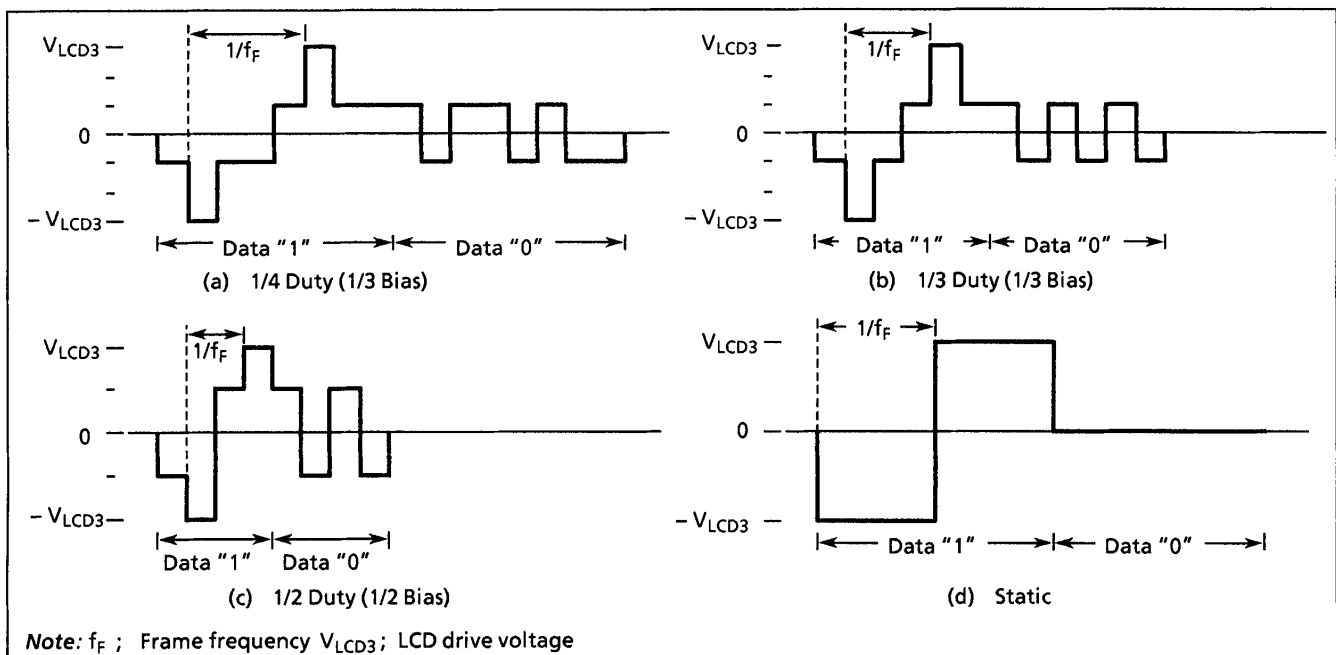 V_LCD3
1/f_F
0
– V_LCD3
Data "1"
Data "0"
(a) 1/4 Duty (1/3 Bias)
V_LCD3
1/f_F
0
– V_LCD3
Data "1"
Data "0"
(b) 1/3 Duty (1/3 Bias)
V_LCD3
1/f_F
0
– V_LCD3
Data "1"
Data "0"
(c) 1/2 Duty (1/2 Bias)
V_LCD3
1/f_F
0
– V_LCD3
Data "1"
Data "0"
(d) Static
Note: f_F ; Frame frequency V_LCD3 ; LCD drive voltage